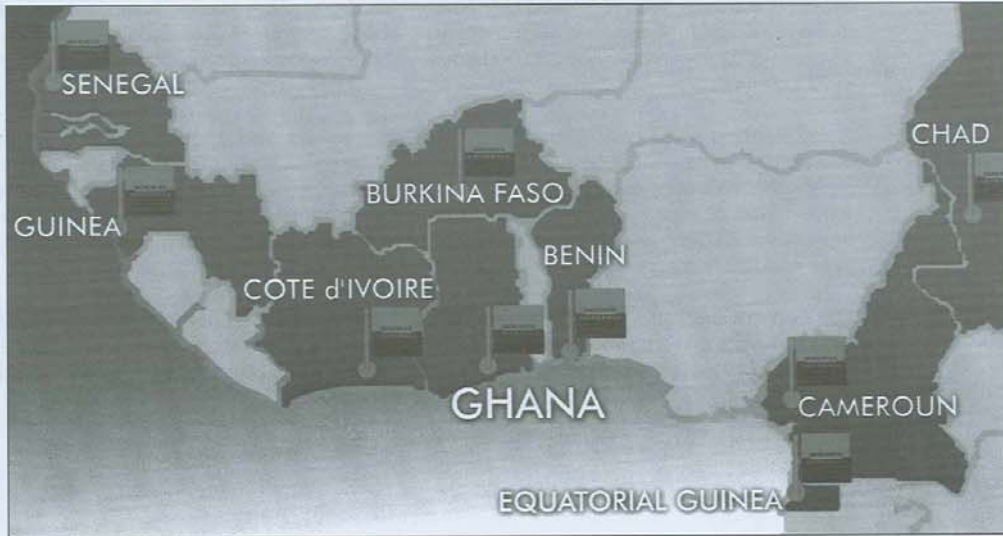 SENEGAL
CHAD
BURKINA FASO
GUINEA
BENIN
COTE d'IVOIRE
GHANA
CAMEROUN
EQUATORIAL GUINEA